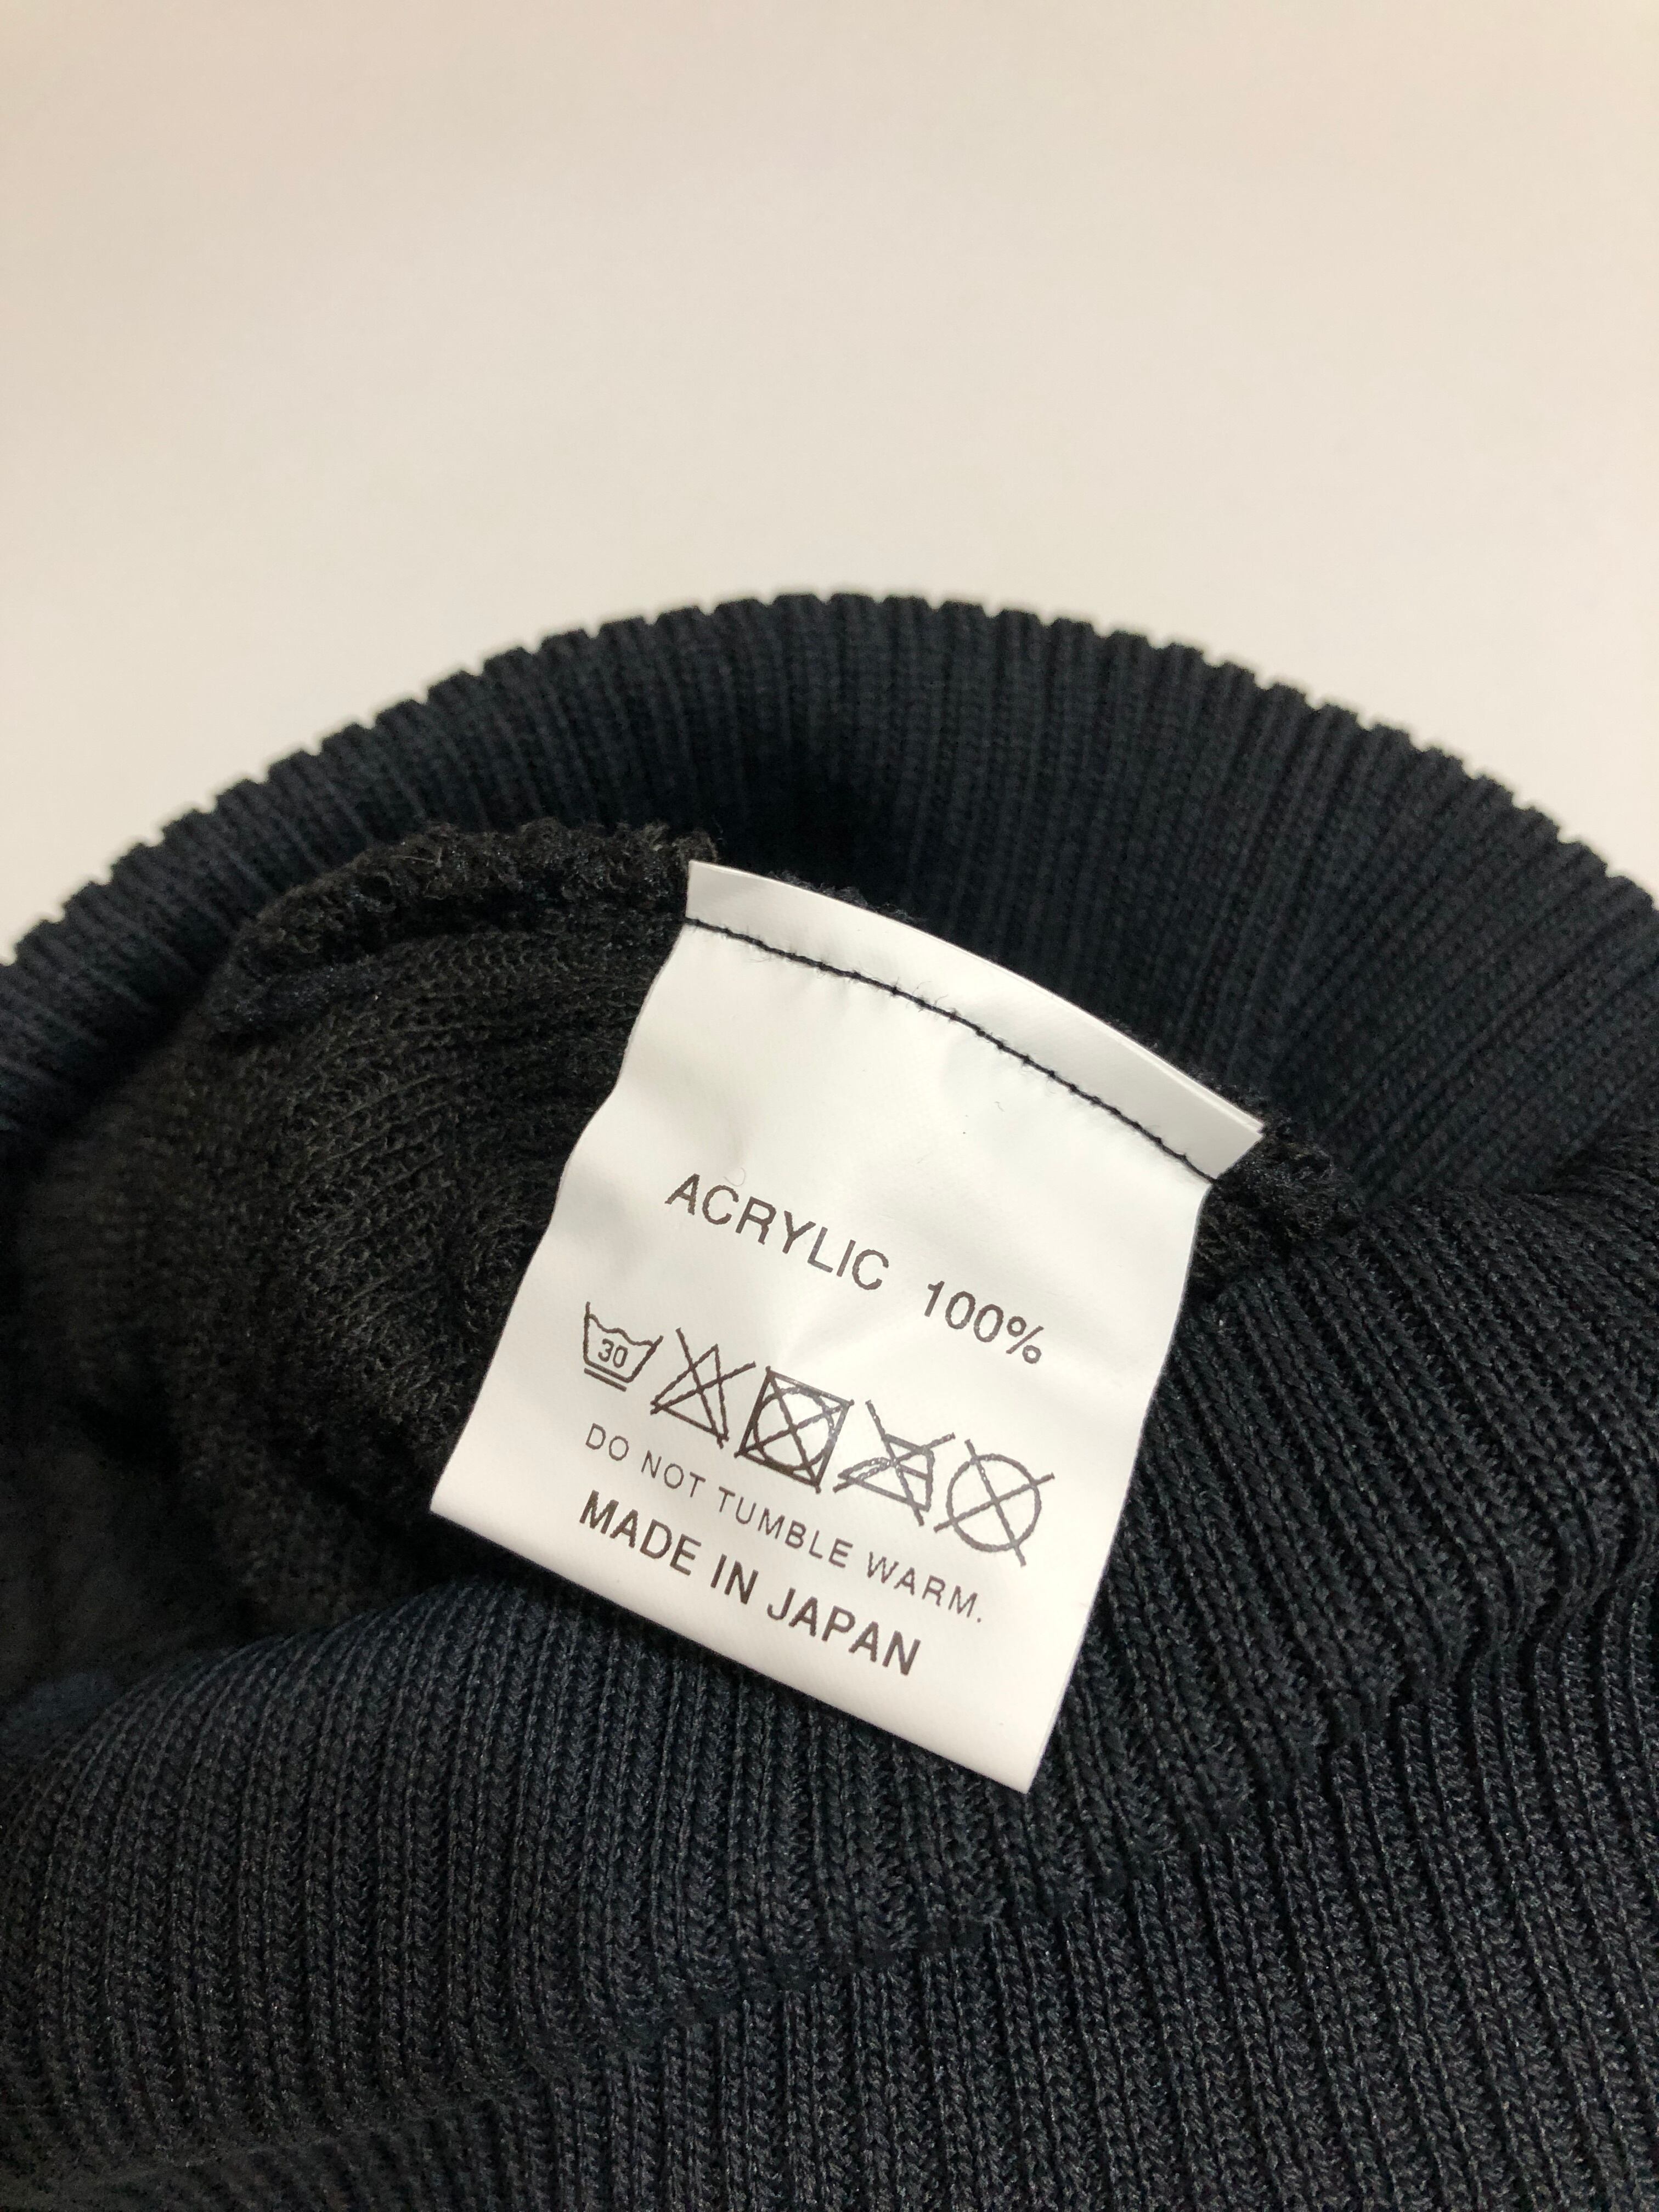 ACRYLIC 100%
30
DO NOT TUMBLE WARM.
MADE IN JAPAN